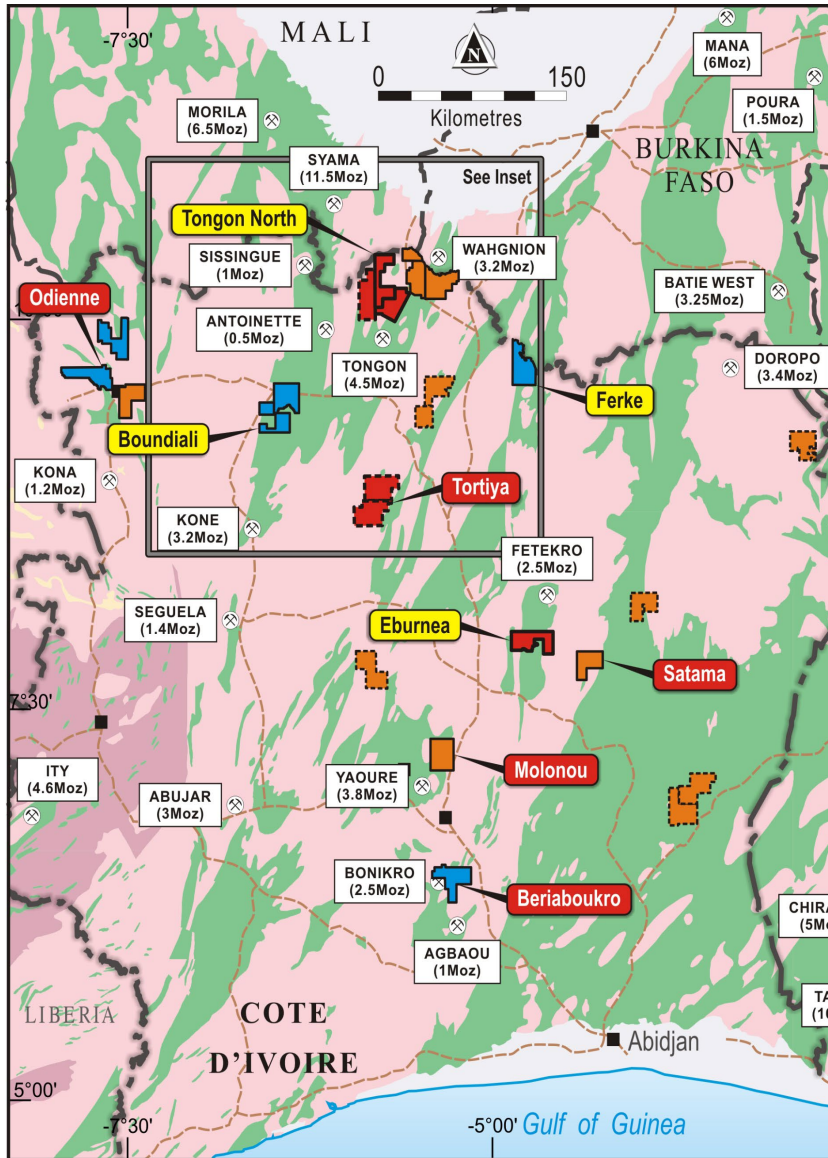 -7°30'
MALI
N
0
150
Kilometres
MANA
(6Moz)
POURA
(1.5Moz)
MORILA
(6.5Moz)
BURKINA
FASO
SYAMA
(11.5Moz)
See Inset
Tongon North
SISSINGUE
(1Moz)
WAHGNION
(3.2Moz)
Odienne
BATIE WEST
(3.25Moz)
ANTOINETTE
(0.5Moz)
TONGON
(4.5Moz)
DOROPO
(3.4Moz)
Ferke
Boundiali
KONA
(1.2Moz)
Tortiya
KONE
(3.2Moz)
FETEKRO
(2.5Moz)
SEGUELA
(1.4Moz)
Eburnea
Satama
7°30'
ITY
(4.6Moz)
ABUJAR
(3Moz)
YAOURE
(3.8Moz)
Molonou
BONIKRO
(2.5Moz)
Beriaboukro
CHIRA
AGBAOU
(1Moz)
LIBERIA
COTE
D'IVOIRE
Abidjan
5°00'
-7°30'
-5°00'
Gulf of Guinea